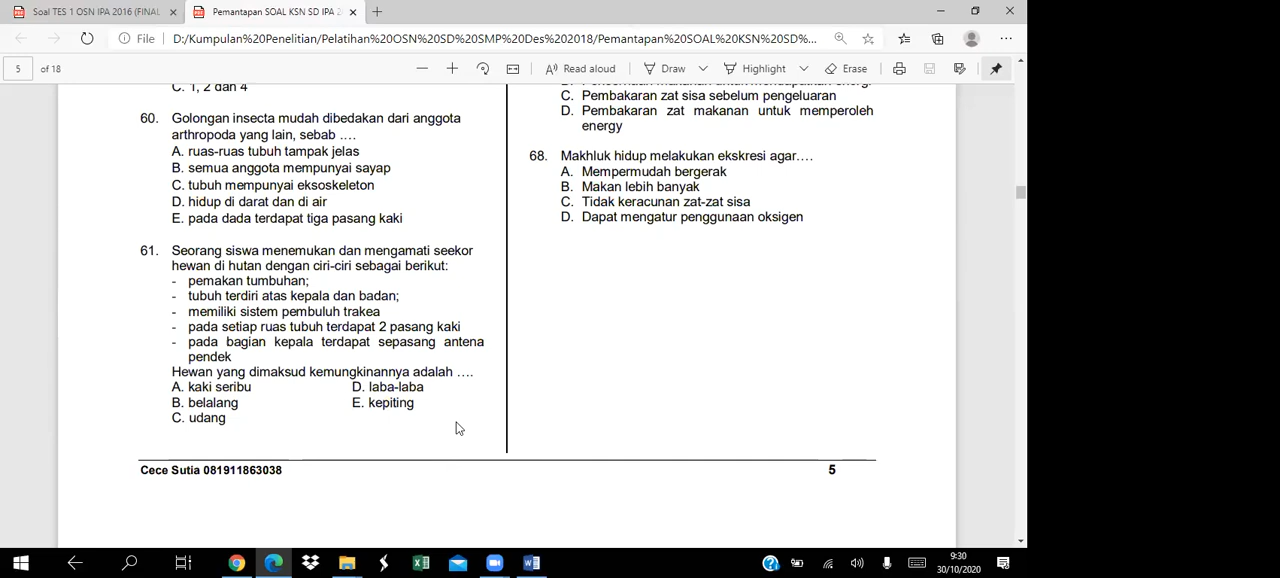 Soal TES 1 OSN IPA 2016 (FINAL
Pemantapan SOAL KSN SD IPA 2
File
D:/Kumpulan%20Penelitian/Pelatihan%20OSN%20SD%20SMP%20Des%202018/Pemantapan%20SOAL%20KSN%20SD%...
5 of 18
Read aloud
Draw
Highlight
Erase
C. 1, 2 dan 4
60. Golongan insecta mudah dibedakan dari anggota
arthropoda yang lain, sebab ....
A. ruas-ruas tubuh tampak jelas
B. semua anggota mempunyai sayap
C. tubuh mempunyai eksoskeleton
D. hidup di darat dan di air
E. pada dada terdapat tiga pasang kaki
61. Seorang siswa menemukan dan mengamati seekor
hewan di hutan dengan ciri-ciri sebagai berikut:
- pemakan tumbuhan;
- tubuh terdiri atas kepala dan badan;
- memiliki sistem pembuluh trakea
- pada setiap ruas tubuh terdapat 2 pasang kaki
- pada bagian kepala terdapat sepasang antena
pendek
Hewan yang dimaksud kemungkinannya adalah ....
A. kaki seribu D. laba-laba
B. belalang E. kepiting
C. udang
C. Pembakaran zat sisa sebelum pengeluaran
D. Pembakaran zat makanan untuk memperoleh
energy
68. Makhluk hidup melakukan ekskresi agar....
A. Mempermudah bergerak
B. Makan lebih banyak
C. Tidak keracunan zat-zat sisa
D. Dapat mengatur penggunaan oksigen
Cece Sutia 081911863038 5
9:30
30/10/2020